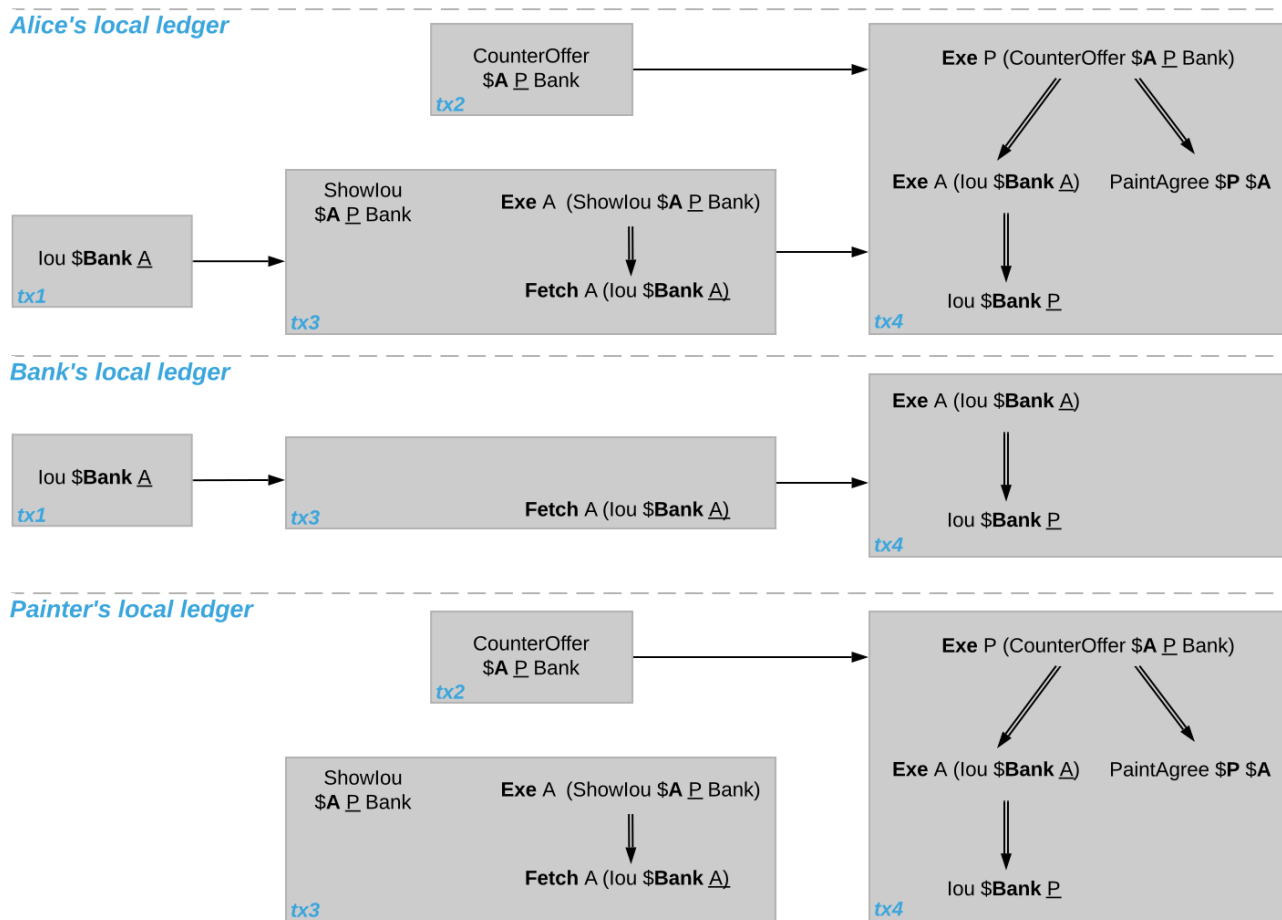 Alice's local ledger
CounterOffer
$A P Bank
tx2
Exe P (CounterOffer $A P Bank)
Exe A (Iou $Bank A)
PaintAgree $P $A
Iou $Bank P
tx4
ShowIou
$A P Bank
Exe A (ShowIou $A P Bank)
Fetch A (Iou $Bank A)
tx3
Iou $Bank A
tx1
Bank's local ledger
Iou $Bank A
tx1
Fetch A (Iou $Bank A)
tx3
Exe A (Iou $Bank A)
Iou $Bank P
tx4
Painter's local ledger
CounterOffer
$A P Bank
tx2
Exe P (CounterOffer $A P Bank)
Exe A (Iou $Bank A)
PaintAgree $P $A
Iou $Bank P
tx4
ShowIou
$A P Bank
Exe A (ShowIou $A P Bank)
Fetch A (Iou $Bank A)
tx3